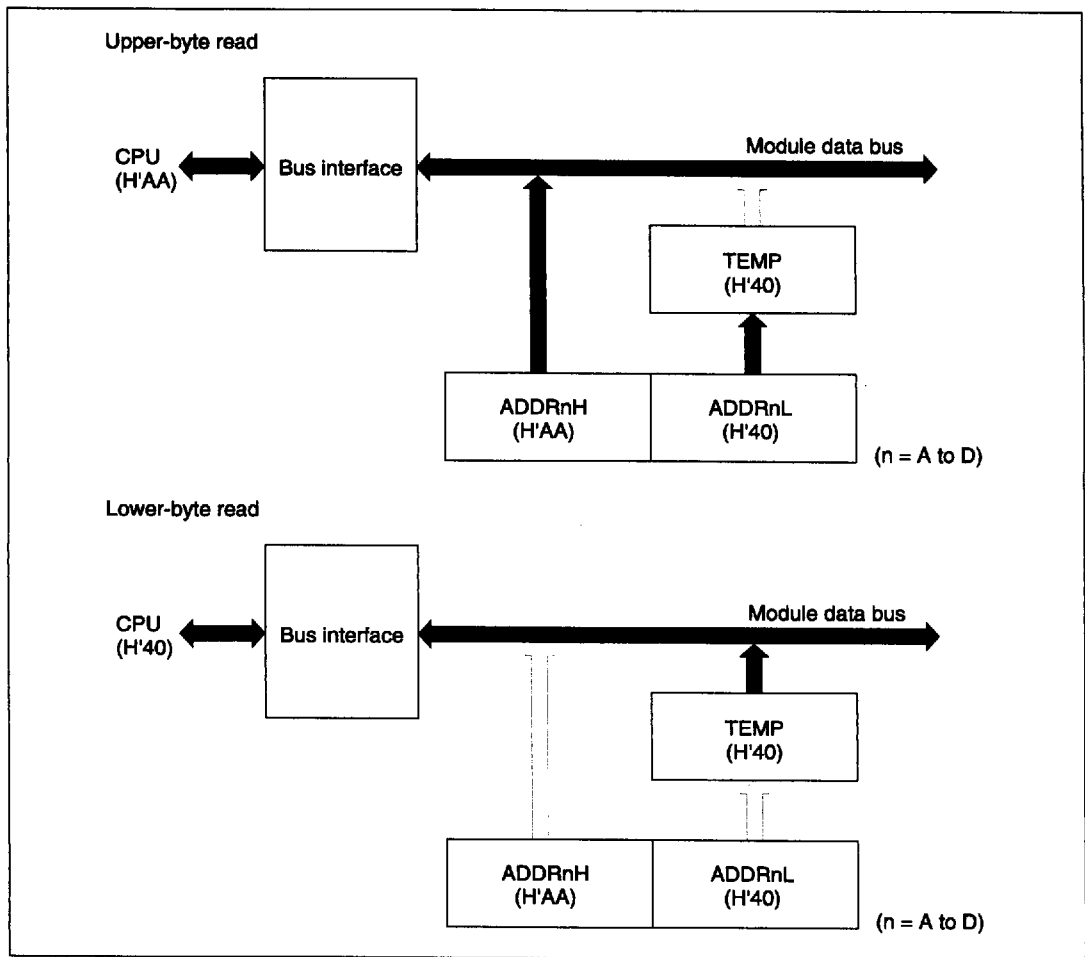 Upper-byte read
CPU
(H'AA)
Bus interface
Module data bus
TEMP
(H'40)
ADDRnH
(H'AA)
ADDRnL
(H'40)
(n = A to D)
Lower-byte read
CPU
(H'40)
Bus interface
Module data bus
TEMP
(H'40)
ADDRnH
(H'AA)
ADDRnL
(H'40)
(n = A to D)